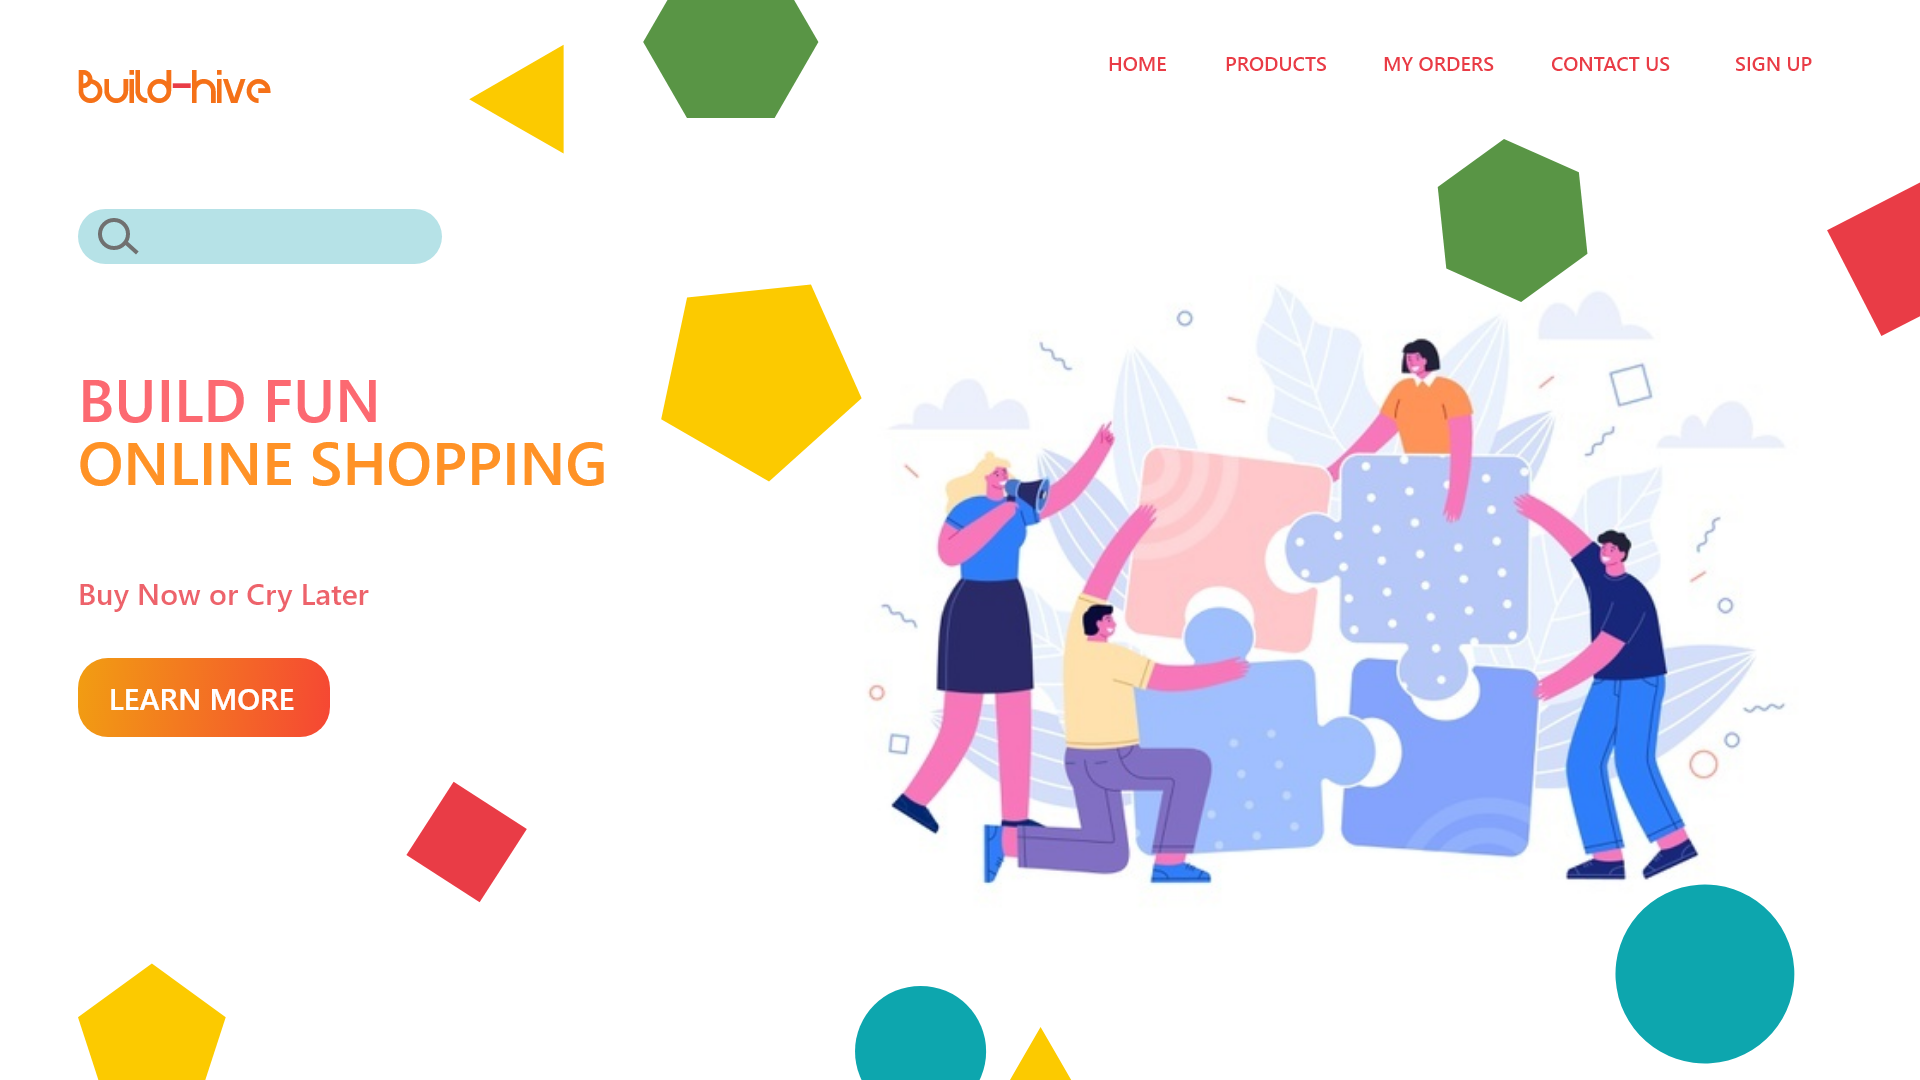 Build-hive
HOME
PRODUCTS
MY ORDERS
CONTACT US
SIGN UP
BUILD FUN
ONLINE SHOPPING
Buy Now or Cry Later
LEARN MORE